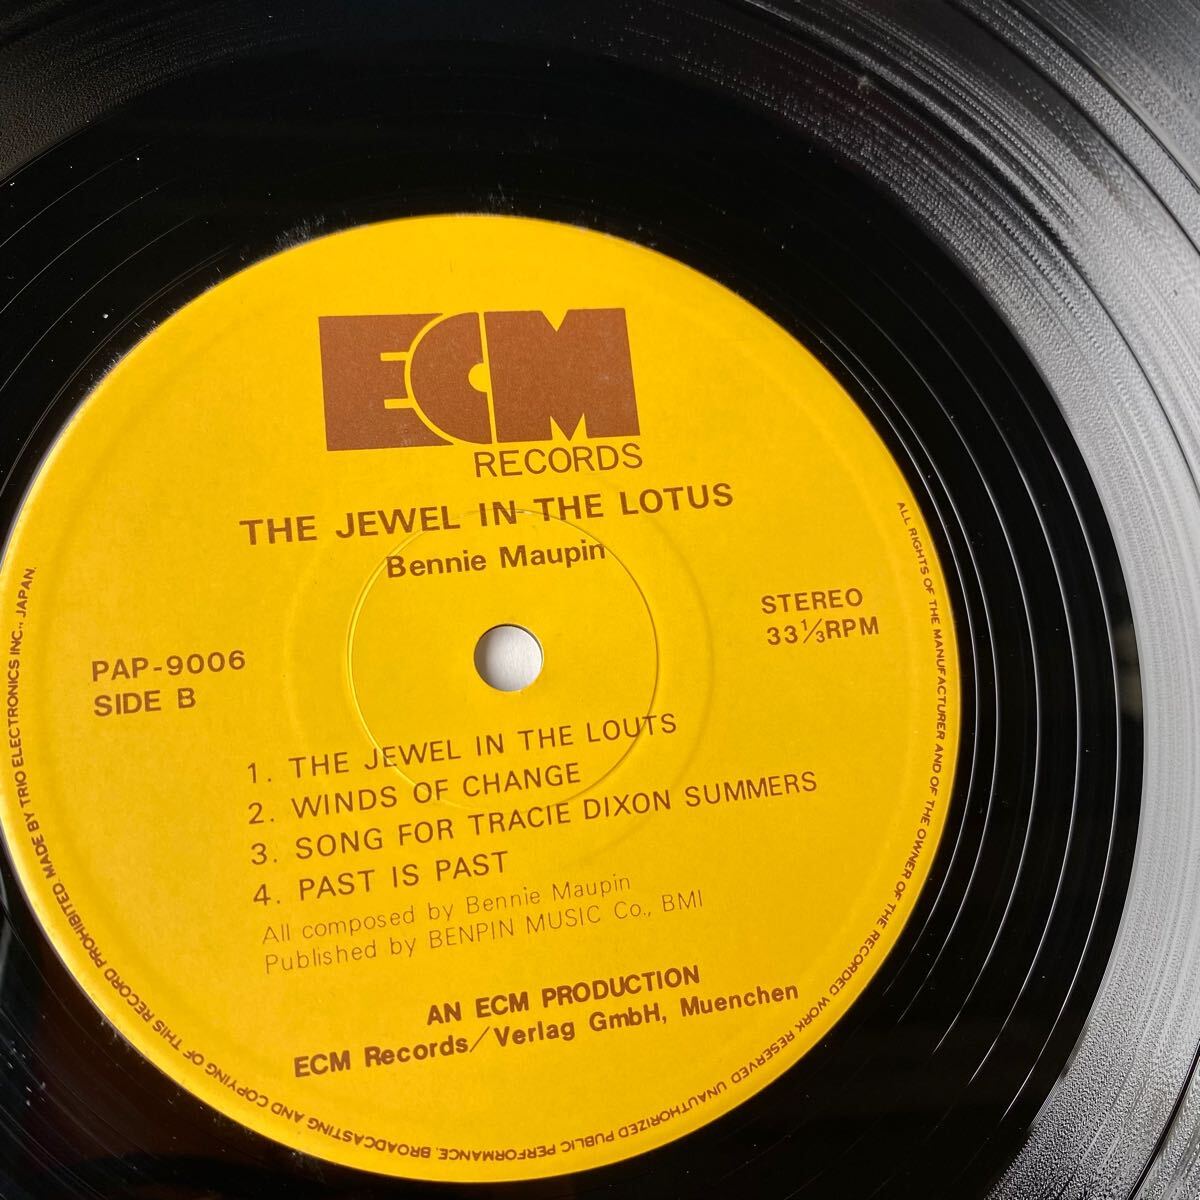 ECM
RECORDS
THE JEWEL IN THE LOTUS
Bennie Maupin
STEREO
33⅓RPM
PAP-9006
SIDE B
1. THE JEWEL IN THE LOUTS
2. WINDS OF CHANGE
3. SONG FOR TRACIE DIXON SUMMERS
4. PAST IS PAST
All composed by Bennie Maupin
Published by BENPIN MUSIC Co., BMI
AN ECM PRODUCTION
ECM Records/Verlag GmbH, Muenchen
ALL RIGHTS OF THE MANUFACTURER AND OF THE OWNER OF THE RECORDED WORK RESERVED UNAUTHORIZED PUBLIC PERFORMANCE, BROADCASTING AND COPYING OF THIS RECORD PROHIBITED. MADE BY TRIO ELECTRONICS INC., JAPAN.